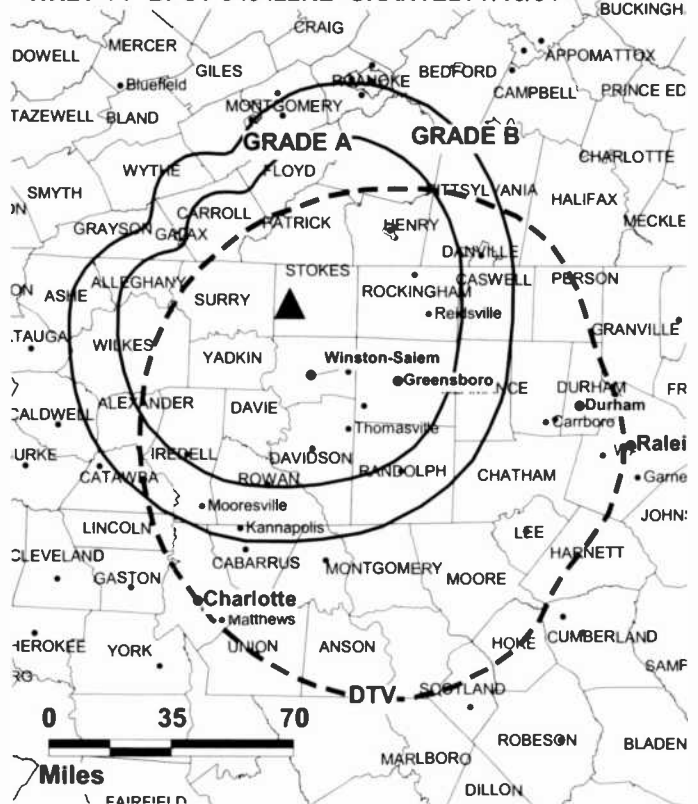 BUCKINGH
CRAIG
MERCER
DOWELL
APPOMATTOX
GILES
BEDFORD
ROANOKE
Bluefield
CAMPBELL
PRINCE ED
MONTGOMERY
TAZEWELL
BLAND
GRADE A
GRADE B
CHARLOTTE
WYTHE
FLOYD
SMYTH
PITTSYLVANIA
HALIFAX
CARROLL
PATRICK
HENRY
MECKLE
GRAYSON
GALAX
DANVILLE
STOKES
ALLEGHANY
CASWELL
PERSON
ASHE
SURRY
ROCKINGHAM
Reidsville
GRANVILLE
TAUGA
WILKES
YADKIN
Winston-Salem
Greensboro
NCE
DURHAM
FR
ALEXANDER
DAVIE
Durham
CALDWELL
Carrboro
Thomasville
IREDELL
DAVIDSON
Ralei
URKE
CATAWBA
ROWAN
RANDOLPH
CHATHAM
Garne
Mooresville
JOHNS
LINCOLN
Kannapolis
LEE
CLEVELAND
CABARRUS
HARNETT
GASTON
MONTGOMERY
MOORE
Charlotte
Matthews
HEROKEE
YORK
UNION
ANSON
HOKE
CUMBERLAND
SAMP
SCOTLAND
DTV
0 35 70
ROBESON
BLADEN
Miles
MARLBORO
DILLON
FAIRFIELD